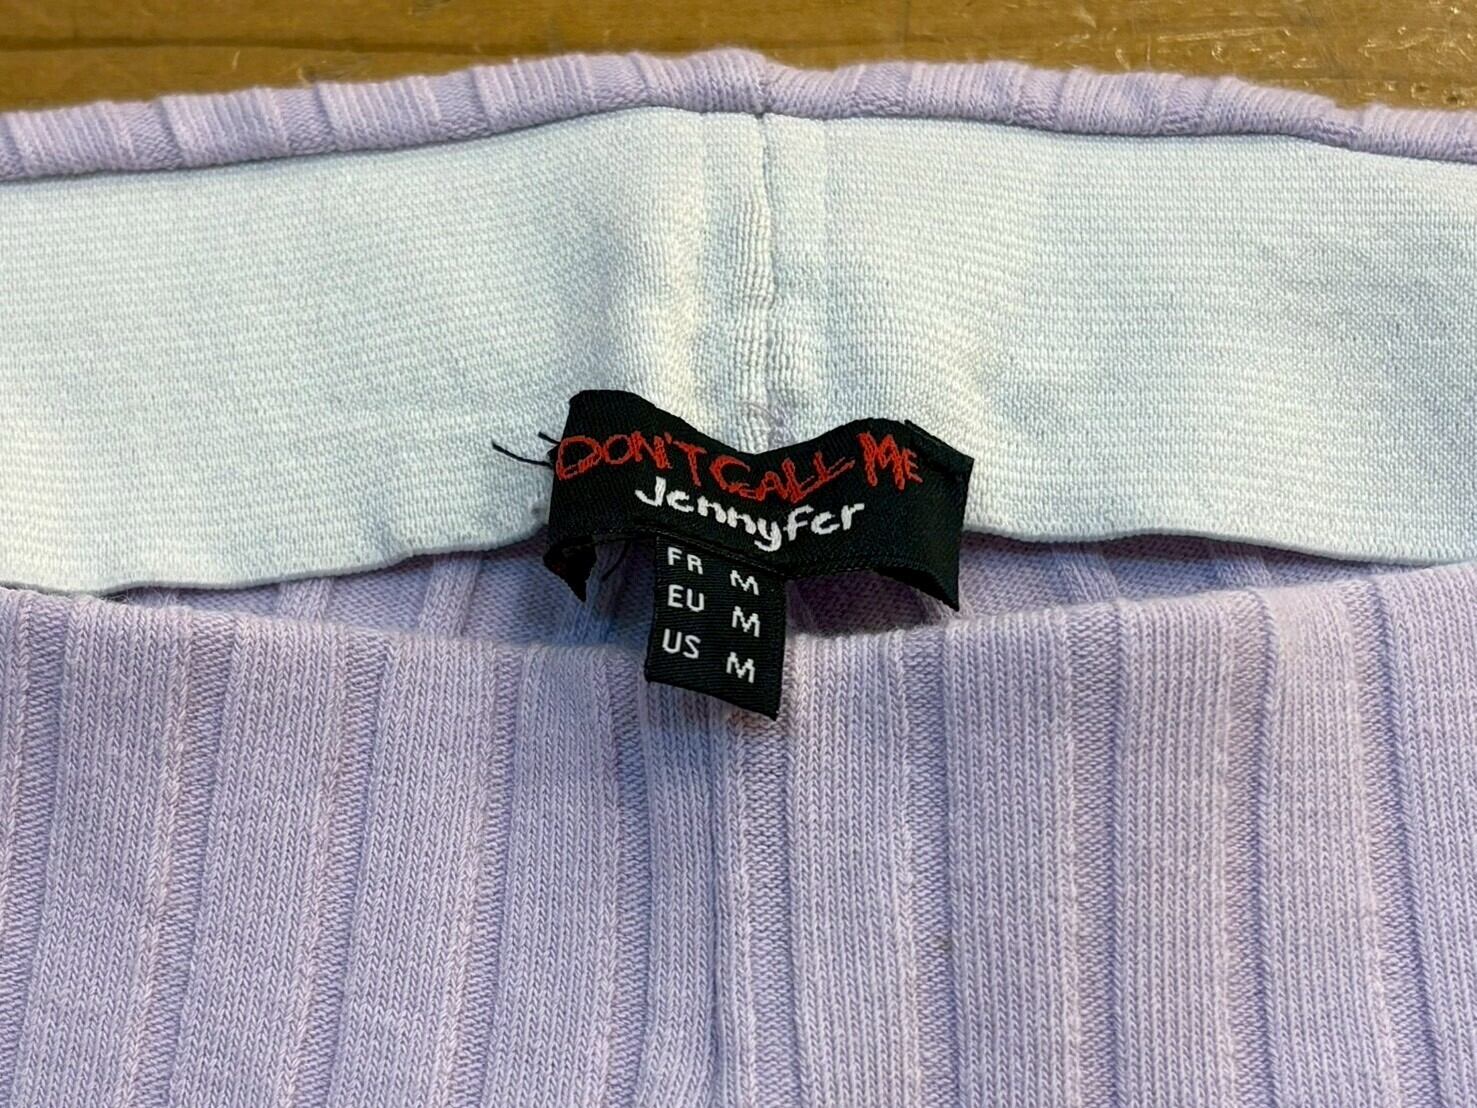 DON'T CALL ME
Jennyfer
FR M
EU M
US M